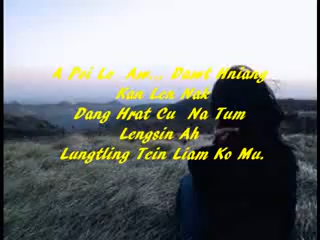 A Poi Lo Aw... Damt Hniang
Kan Len Nak
Dang Hrat Cu Na Tum
Lengsin Ah
Lungtling Tein Liam Ko Mu.